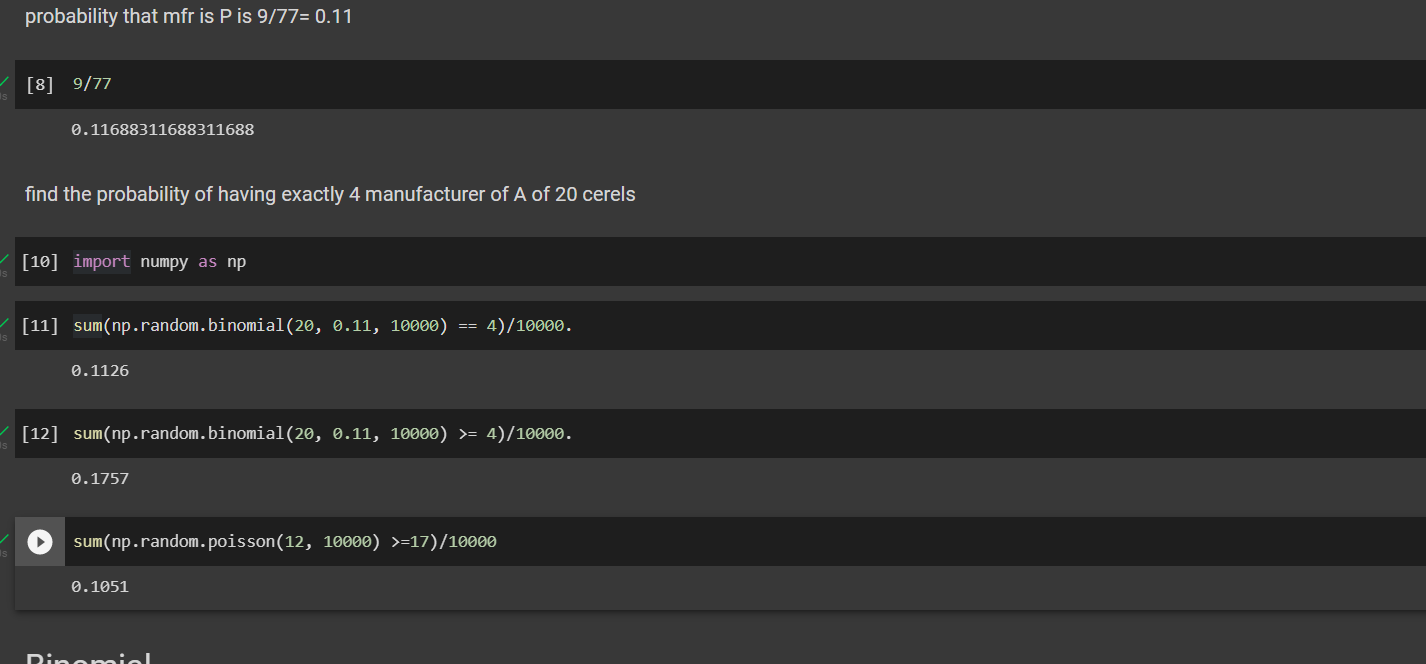 probability that mfr is P is 9/77= 0.11
[8] 9/77
0.11688311688311688
find the probability of having exactly 4 manufacturer of A of 20 cerels
[10] import numpy as np
[11] sum(np.random.binomial(20, 0.11, 10000) == 4)/10000.
0.1126
[12] sum(np.random.binomial(20, 0.11, 10000) >= 4)/10000.
0.1757
sum(np.random.poisson(12, 10000) >=17)/10000
0.1051
Binomial